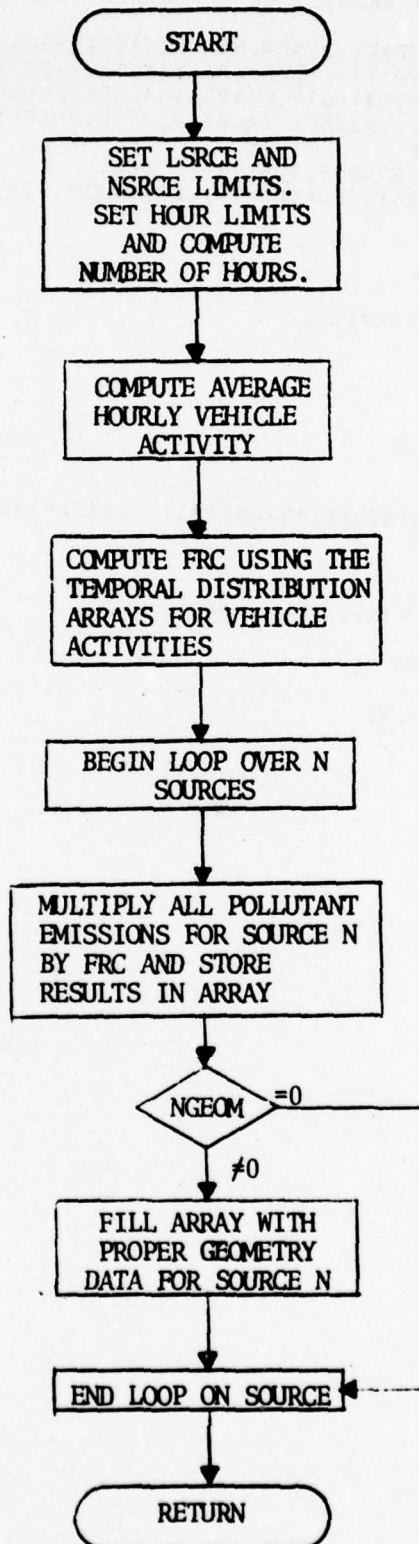 START
SET LSRCE AND
NSRCE LIMITS.
SET HOUR LIMITS
AND COMPUTE
NUMBER OF HOURS.
COMPUTE AVERAGE
HOURLY VEHICLE
ACTIVITY
COMPUTE FRC USING THE
TEMPORAL DISTRIBUTION
ARRAYS FOR VEHICLE
ACTIVITIES
BEGIN LOOP OVER N
SOURCES
MULTIPLY ALL POLLUTANT
EMISSIONS FOR SOURCE N
BY FRC AND STORE
RESULTS IN ARRAY
NGEOM =0
≠0
FILL ARRAY WITH
PROPER GEOMETRY
DATA FOR SOURCE N
END LOOP ON SOURCE
RETURN